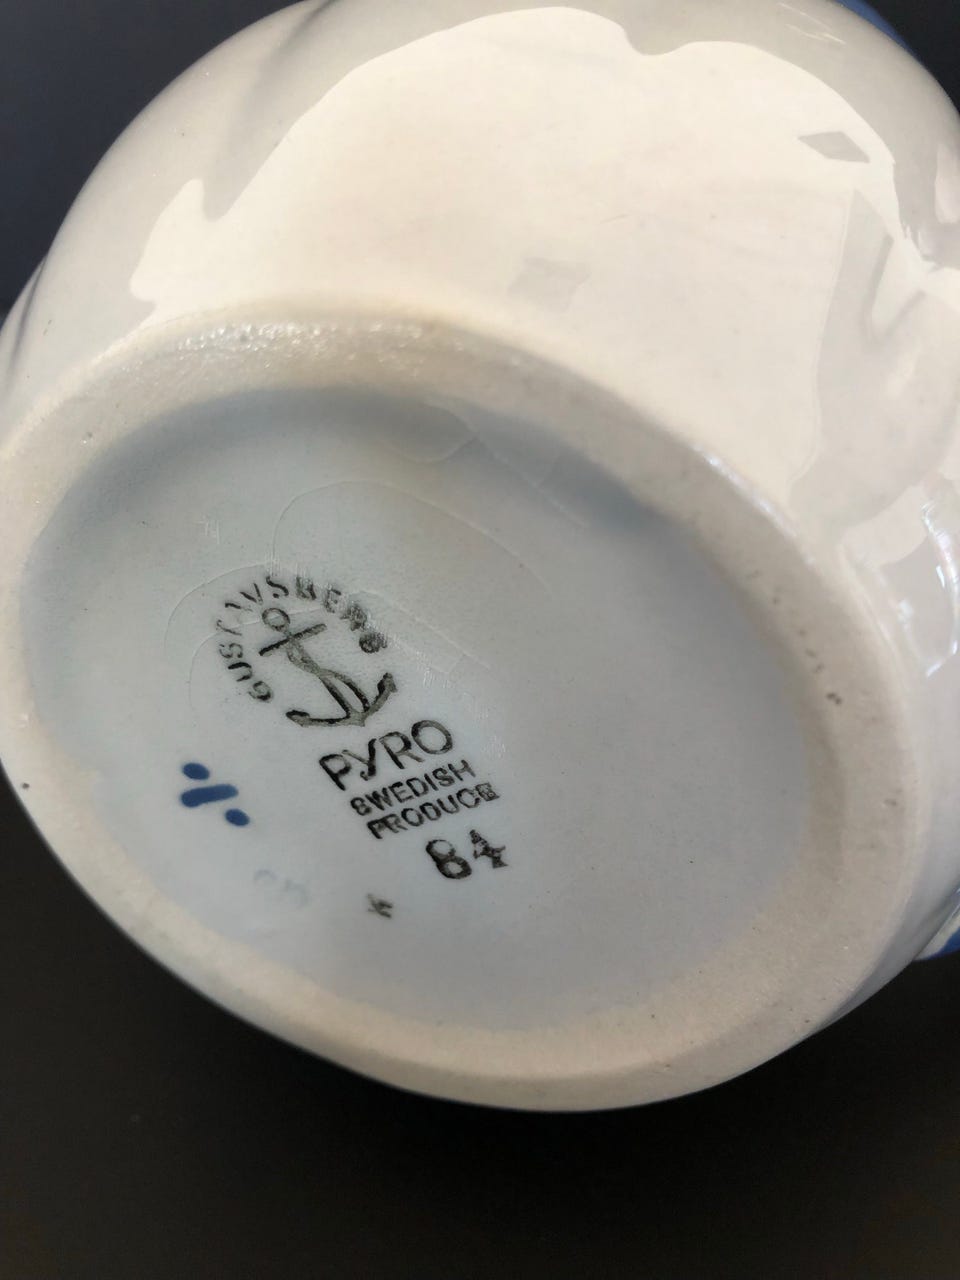 GUSTAVSBERG
PYRO
SWEDISH
PRODUCE
84